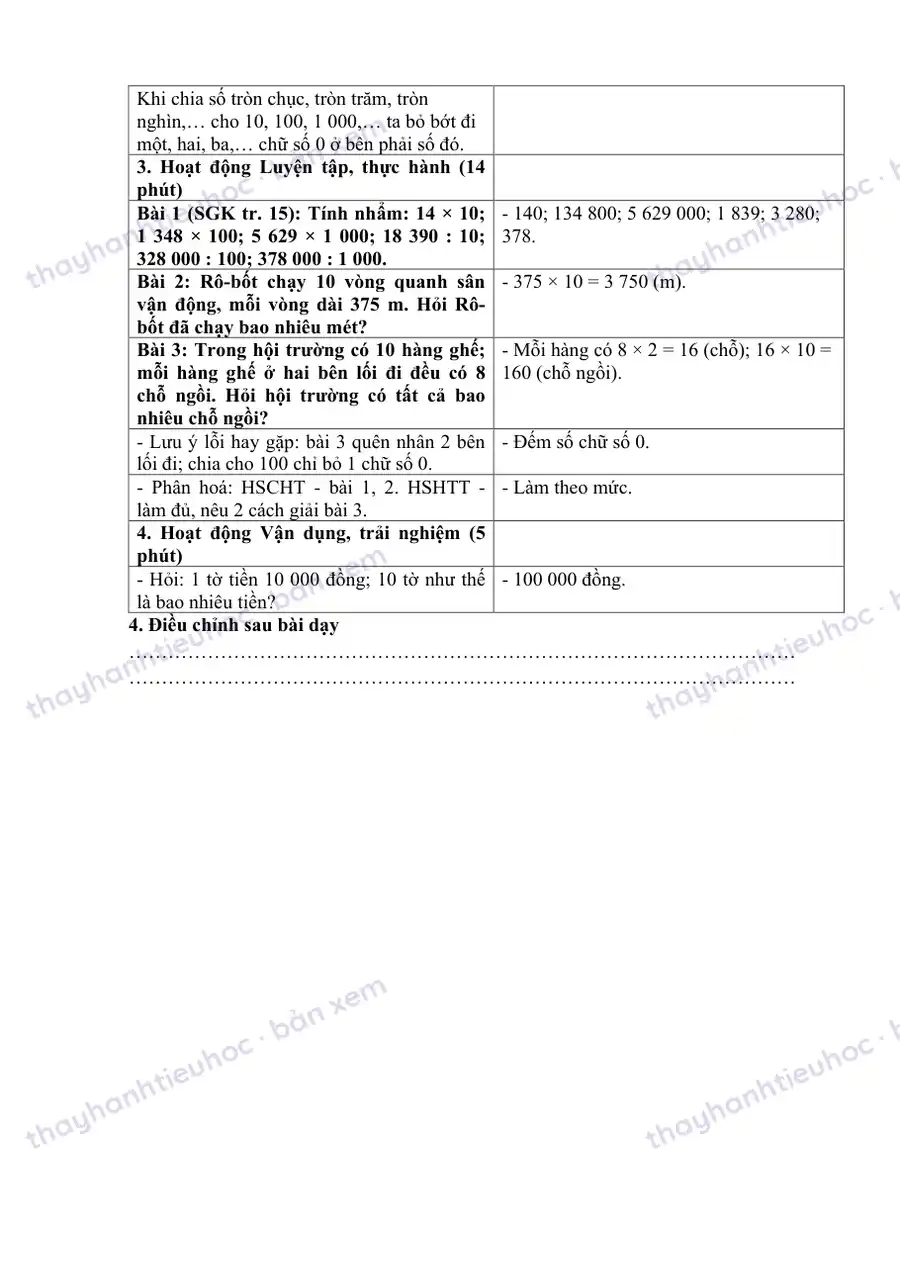 Khi chia số tròn chục, tròn trăm, tròn
nghìn,… cho 10, 100, 1 000,… ta bỏ bớt đi
một, hai, ba,… chữ số 0 ở bên phải số đó.
3. Hoạt động Luyện tập, thực hành (14
phút)
Bài 1 (SGK tr. 15): Tính nhẩm: 14 × 10;
1 348 × 100; 5 629 × 1 000; 18 390 : 10;
328 000 : 100; 378 000 : 1 000.
- 140; 134 800; 5 629 000; 1 839; 3 280;
378.
Bài 2: Rô-bốt chạy 10 vòng quanh sân
vận động, mỗi vòng dài 375 m. Hỏi Rô-
bốt đã chạy bao nhiêu mét?
- 375 × 10 = 3 750 (m).
Bài 3: Trong hội trường có 10 hàng ghế;
mỗi hàng ghế ở hai bên lối đi đều có 8
chỗ ngồi. Hỏi hội trường có tất cả bao
nhiêu chỗ ngồi?
- Mỗi hàng có 8 × 2 = 16 (chỗ); 16 × 10 =
160 (chỗ ngồi).
- Lưu ý lỗi hay gặp: bài 3 quên nhân 2 bên
lối đi; chia cho 100 chỉ bỏ 1 chữ số 0.
- Đếm số chữ số 0.
- Phân hoá: HSCHT - bài 1, 2. HSHTT -
làm đủ, nêu 2 cách giải bài 3.
- Làm theo mức.
4. Hoạt động Vận dụng, trải nghiệm (5
phút)
- Hỏi: 1 tờ tiền 10 000 đồng; 10 tờ như thế
là bao nhiêu tiền?
- 100 000 đồng.
4. Điều chỉnh sau bài dạy
……………………………………………………………………………………
……………………………………………………………………………………
thayhanhtieuhoc · bản xem
thayhanhtieuhoc · b
thayhanhtieuhoc · bản xem
thayhanhtieuhoc · b
thayhanhtieuhoc · bản xem
thayhanhtieuhoc · b